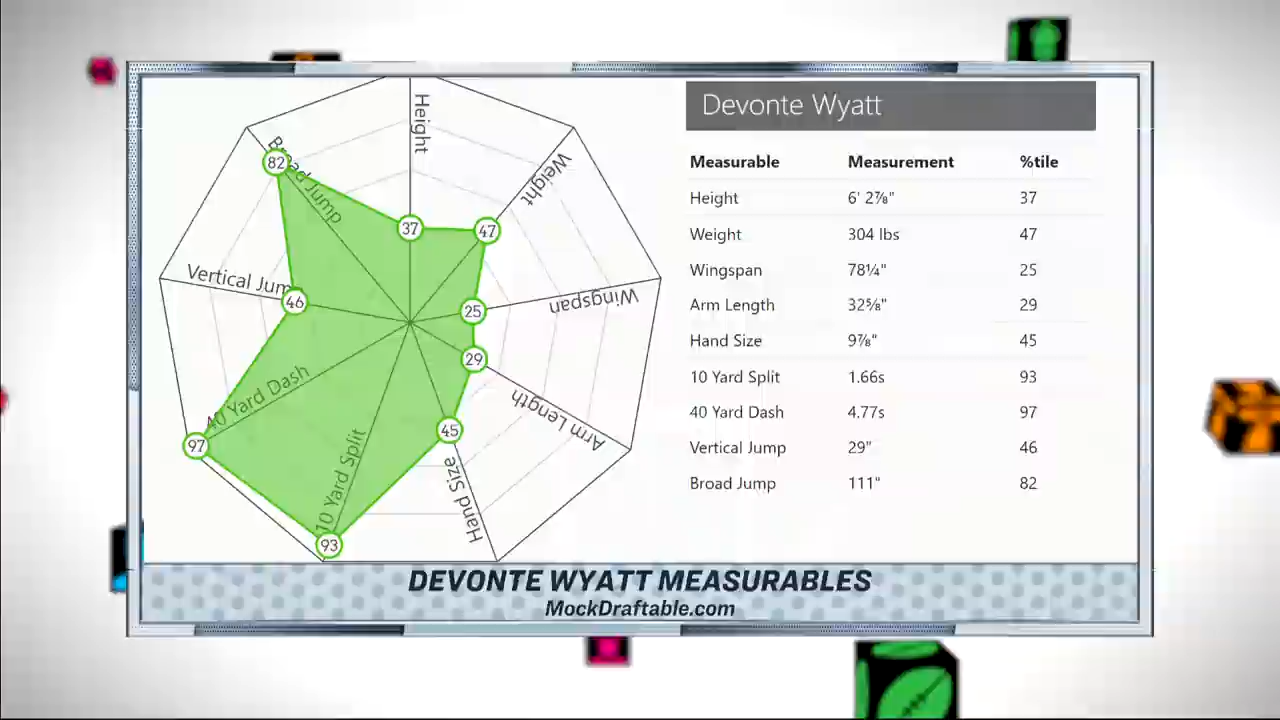 Devonte Wyatt
Measurable Measurement %tile
Height 6' 2⅞" 37
Weight 304 lbs 47
Wingspan 78¼" 25
Arm Length 32⅝" 29
Hand Size 9⅞" 45
10 Yard Split 1.66s 93
40 Yard Dash 4.77s 97
Vertical Jump 29" 46
Broad Jump 111" 82
Height
Weight
Wingspan
Arm Length
Hand Size
10 Yard Split
40 Yard Dash
Vertical Jump
Broad Jump
37
47
25
29
45
93
97
46
82
DEVONTE WYATT MEASURABLES
MockDraftable.com